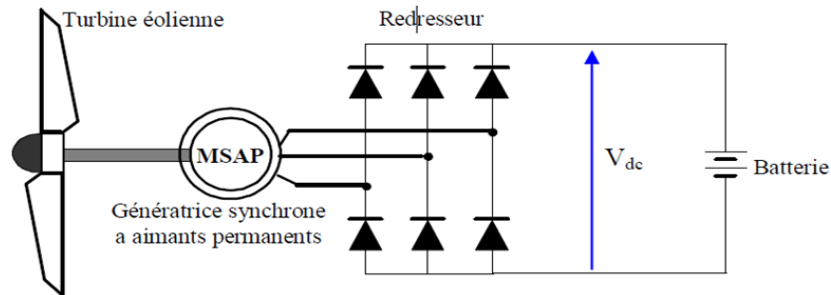 Turbine éolienne
Redresseur
MSAP
V dc
Batterie
Génératrice synchrone
a aimants permanents